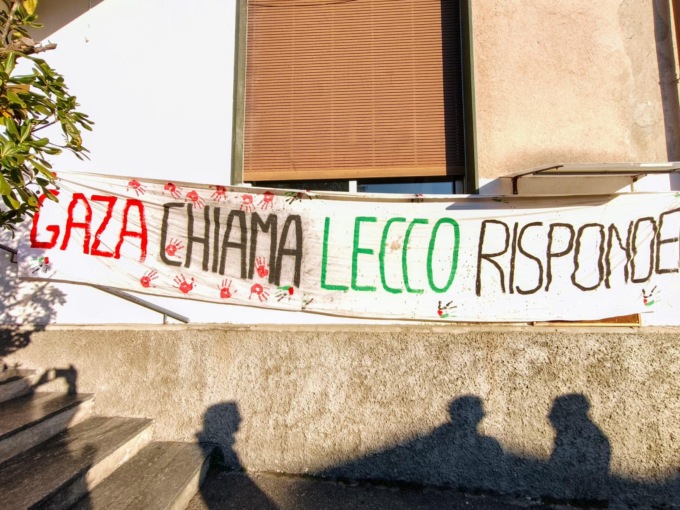 GAZA CHIAMA LECCO RISPONDE